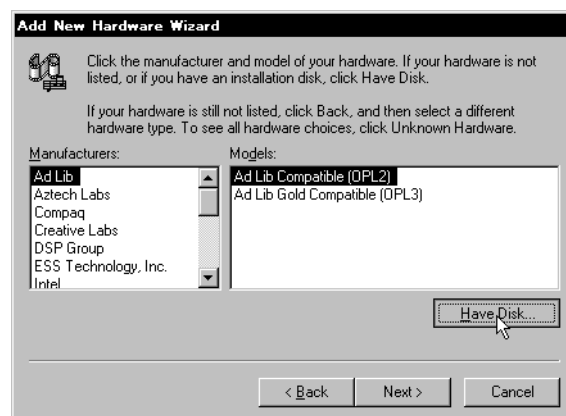 Add New Hardware Wizard
Click the manufacturer and model of your hardware. If your hardware is not
listed, or if you have an installation disk, click Have Disk.
If your hardware is still not listed, click Back, and then select a different
hardware type. To see all hardware choices, click Unknown Hardware.
Manufacturers:
Ad Lib
Aztech Labs
Compaq
Creative Labs
DSP Group
ESS Technology, Inc.
Intel
Models:
Ad Lib Compatible (OPL2)
Ad Lib Gold Compatible (OPL3)
Have Disk...
< Back
Next >
Cancel